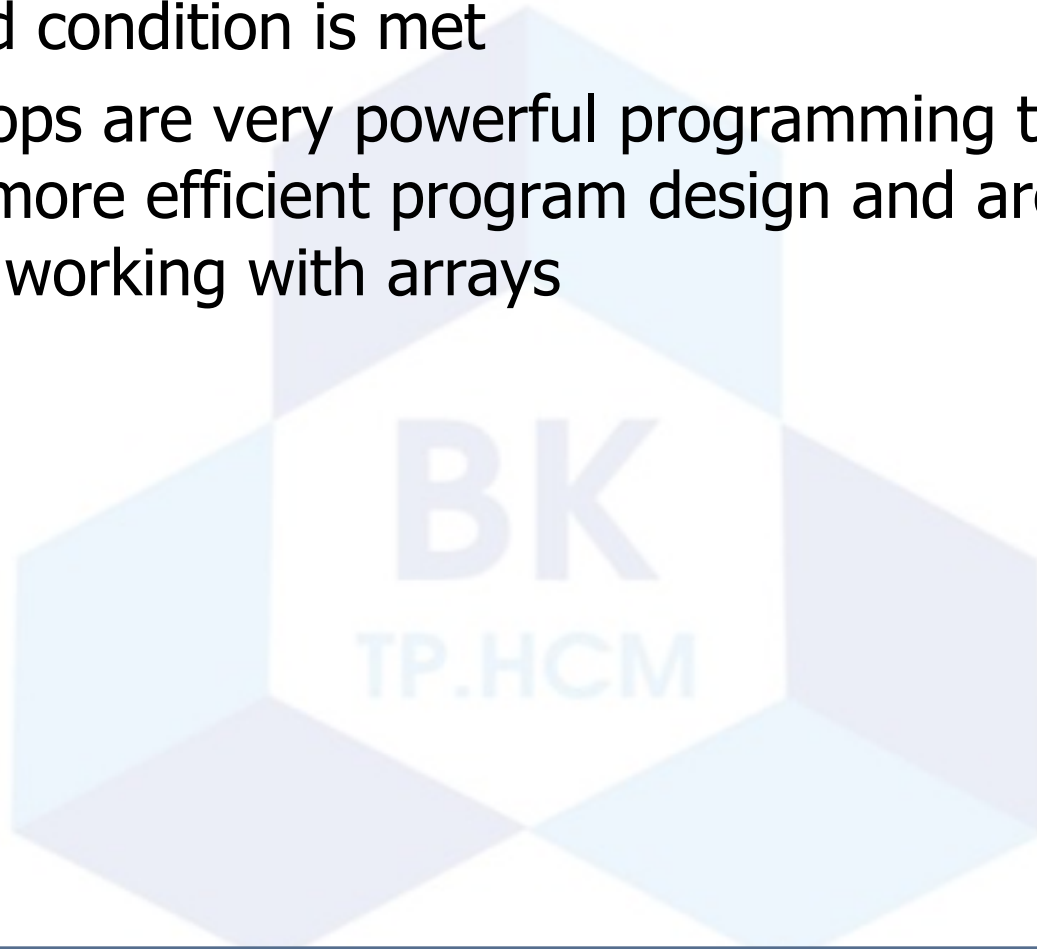 d condition is met
ops are very powerful programming t
more efficient program design and ar
working with arrays
BK
TP.HCM